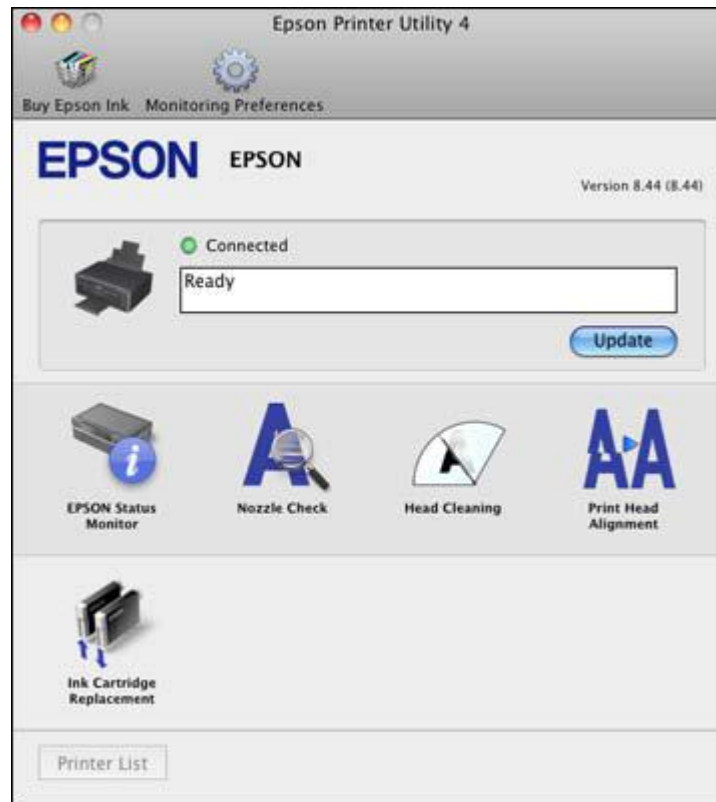 Epson Printer Utility 4
Buy Epson Ink Monitoring Preferences
EPSON EPSON
Version 8.44 (8.44)
Connected
Ready
Update
EPSON Status
Monitor
Nozzle Check
Head Cleaning
Print Head
Alignment
Ink Cartridge
Replacement
Printer List